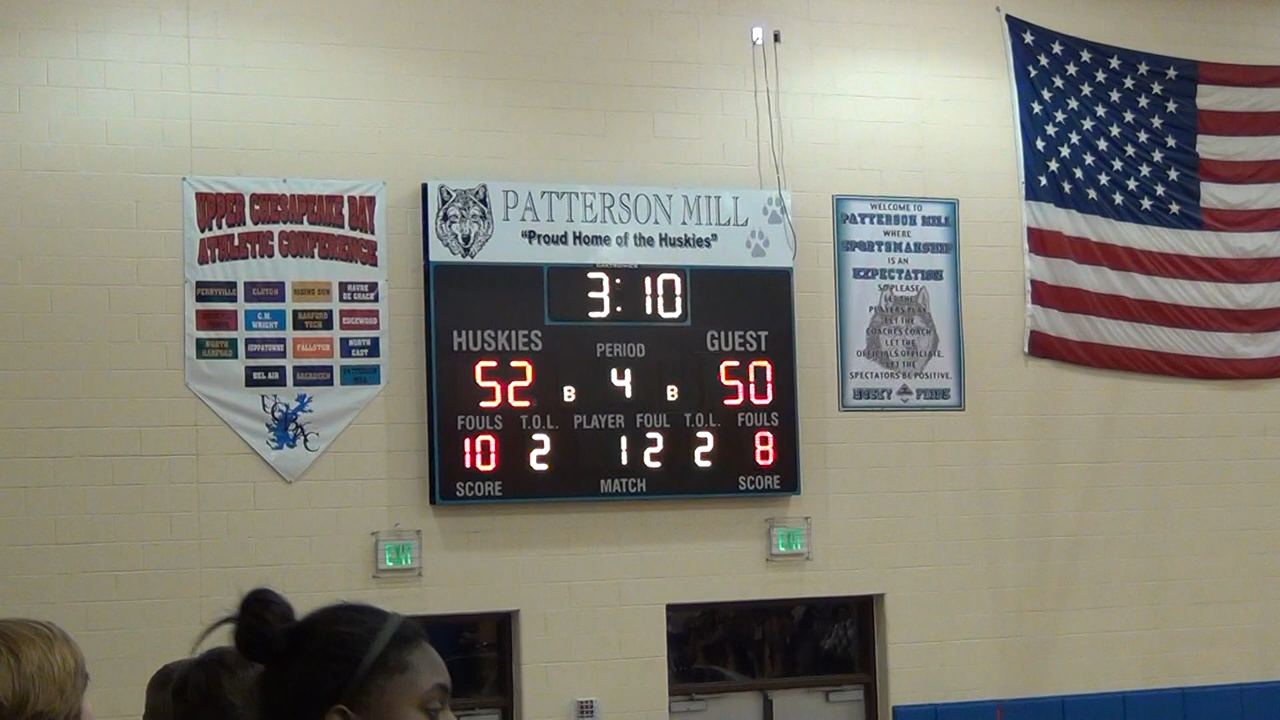 UPPER CHESAPEAKE BAY
ATHLETIC CONFERENCE
PERRYVILLE ELKTON RISING SUN HAVRE DE GRACE
C.M. WRIGHT HARFORD TECH EDGEWOOD
NORTH HARFORD JOPPATOWNE FALLSTON NORTH EAST
BEL AIR ABERDEEN PATTERSON MILL
UCBAC
PATTERSON MILL
"Proud Home of the Huskies"
3:10
HUSKIES PERIOD GUEST
52 B 4 B 50
FOULS T.O.L. PLAYER FOUL T.O.L. FOULS
10 2 12 2 8
SCORE MATCH SCORE
WELCOME TO
PATTERSON MILL
WHERE
SPORTSMANSHIP
IS AN
EXPECTATION
SO PLEASE
LET THE
PLAYERS PLAY.
LET THE
COACHES COACH.
LET THE
OFFICIALS OFFICIATE.
LET THE
SPECTATORS BE POSITIVE.
HUSKY PRIDE
EXIT
EXIT